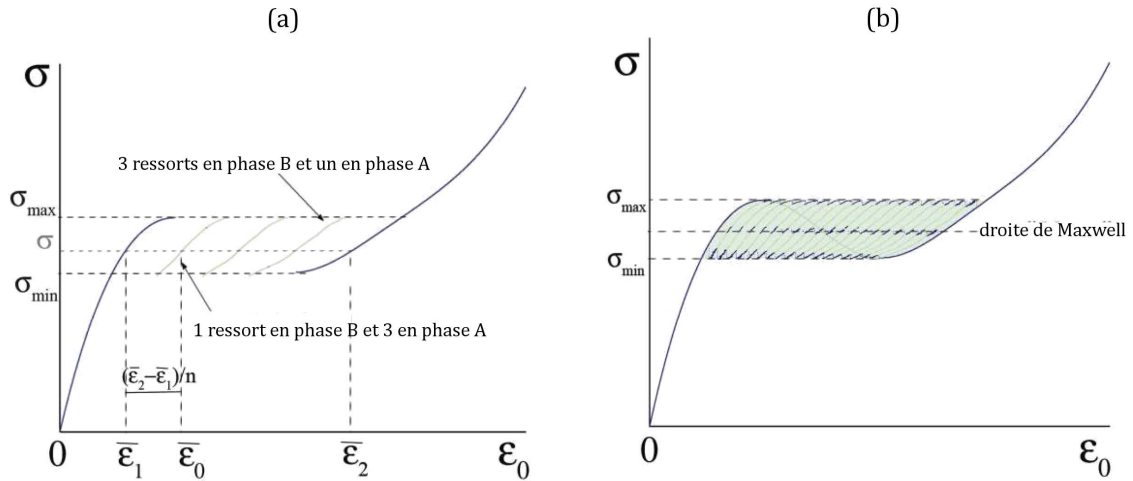 (a)
σ
3 ressorts en phase B et un en phase A
σmax
σ
σmin
1 ressort en phase B et 3 en phase A
(ε̅₂–ε̅₁)/n
0
ε̅₁
ε̅₀
ε̅₂
ε₀
(b)
σ
σmax
droite de Maxwell
σmin
0
ε₀